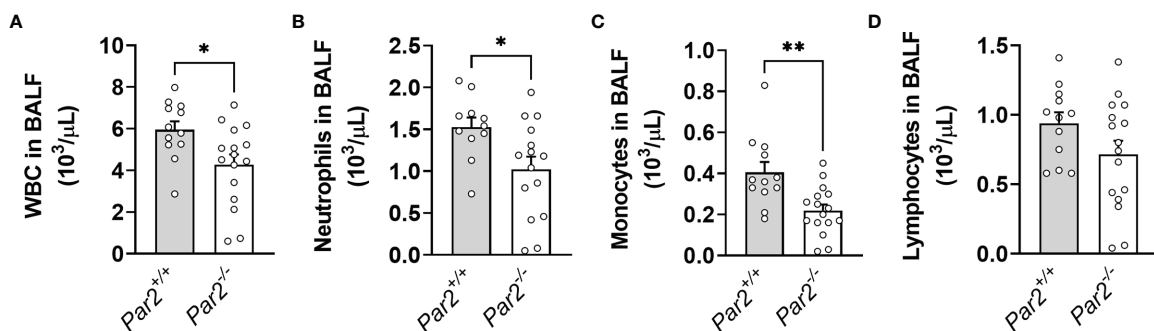 A
WBC in BALF
(10³/μL)
10
8
6
4
2
0
*
Par2+/+
Par2-/-
B
Neutrophils in BALF
(10³/μL)
2.5
2.0
1.5
1.0
0.5
0.0
*
Par2+/+
Par2-/-
C
Monocytes in BALF
(10³/μL)
1.0
0.8
0.6
0.4
0.2
0.0
**
Par2+/+
Par2-/-
D
Lymphocytes in BALF
(10³/μL)
1.5
1.0
0.5
0.0
Par2+/+
Par2-/-